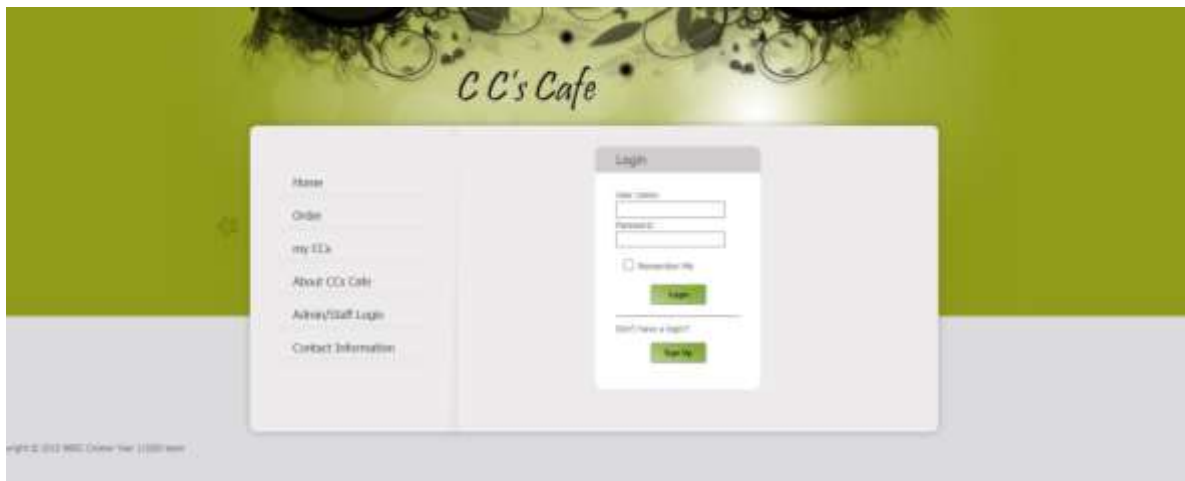 C C's Cafe
Home
Order
my CCs
About CCs Cafe
Admin/Staff Login
Contact Information
Login
User Name:
Password:
Remember Me
Login
Don't have a login?
Sign Up